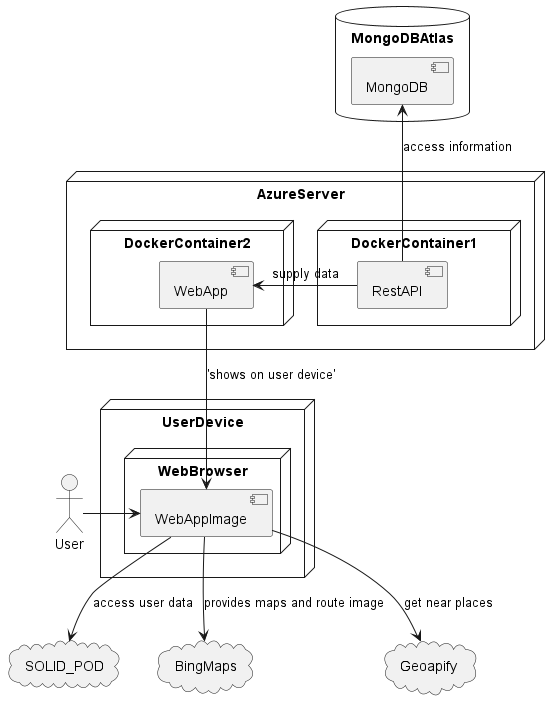 MongoDBAtlas
MongoDB
access information
AzureServer
DockerContainer2
DockerContainer1
WebApp
supply data
RestAPI
'shows on user device'
UserDevice
WebBrowser
WebAppImage
User
access user data
provides maps and route image
get near places
SOLID_POD
BingMaps
Geoapify